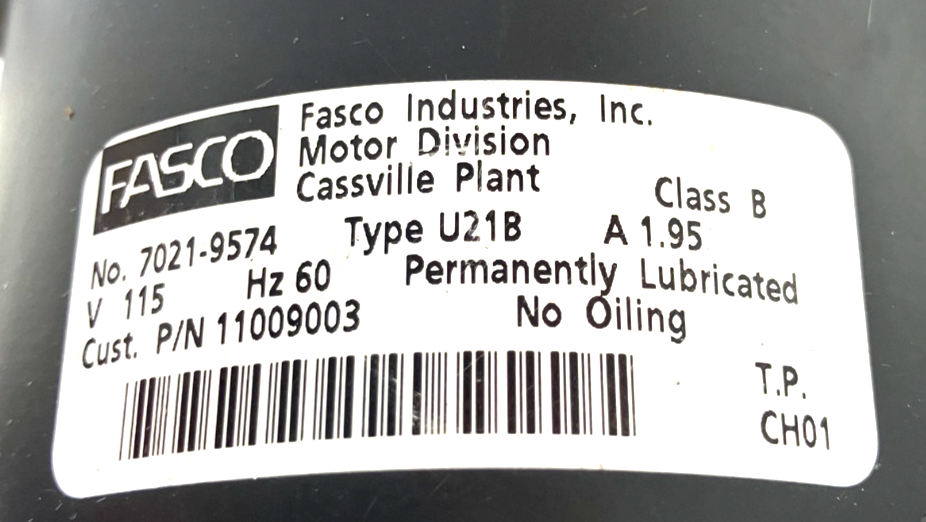 FASCO
Fasco Industries, Inc.
Motor Division
Cassville Plant
Class B
No. 7021-9574 Type U21B A 1.95
V 115 Hz 60 Permanently Lubricated
Cust. P/N 11009003 No Oiling
T.P.
CH01